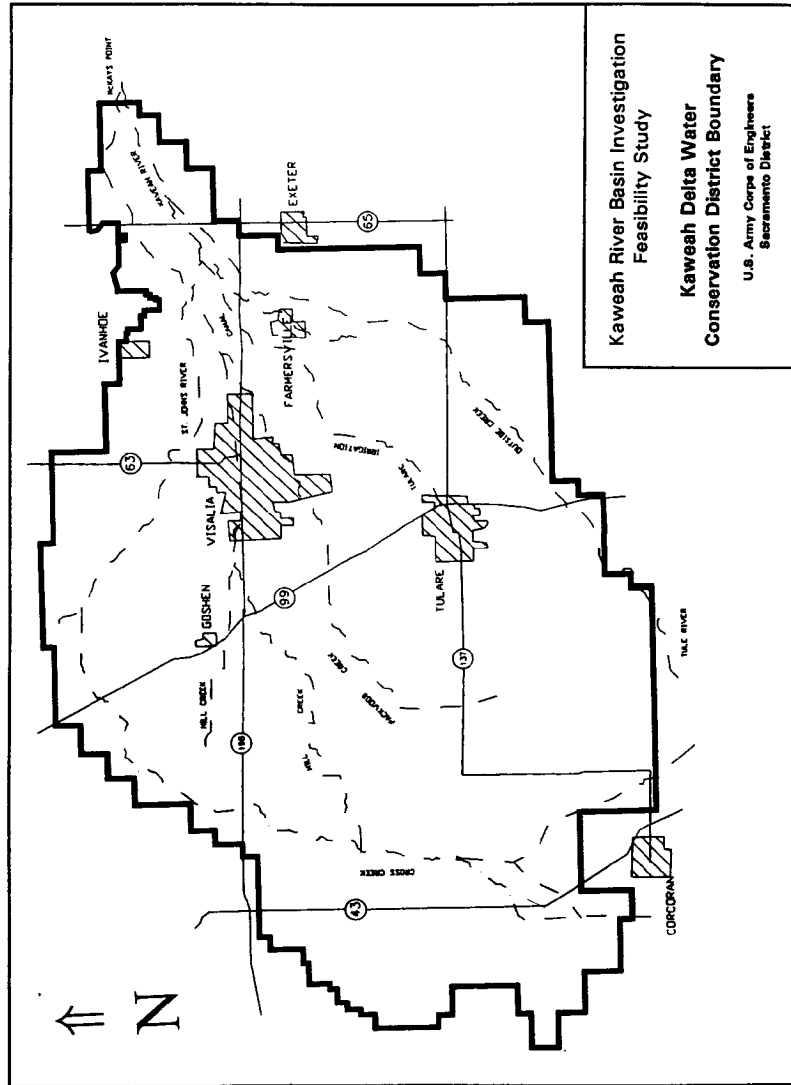 N
McKAYS POINT
KAWEAH RIVER
IVANHOE
63
ST. JOHNS RIVER
CANAL
65
EXETER
FARMERSVILLE
VISALIA
GOSHEN
99
MILL CREEK
198
MILL CREEK
PACKWOOD CREEK
TULARE IRRIGATION
OUTSIDE CREEK
TULARE
137
CROSS CREEK
43
TULE RIVER
CORCORAN
Kaweah River Basin Investigation
Feasibility Study
Kaweah Delta Water
Conservation District Boundary
U.S. Army Corps of Engineers
Sacramento District